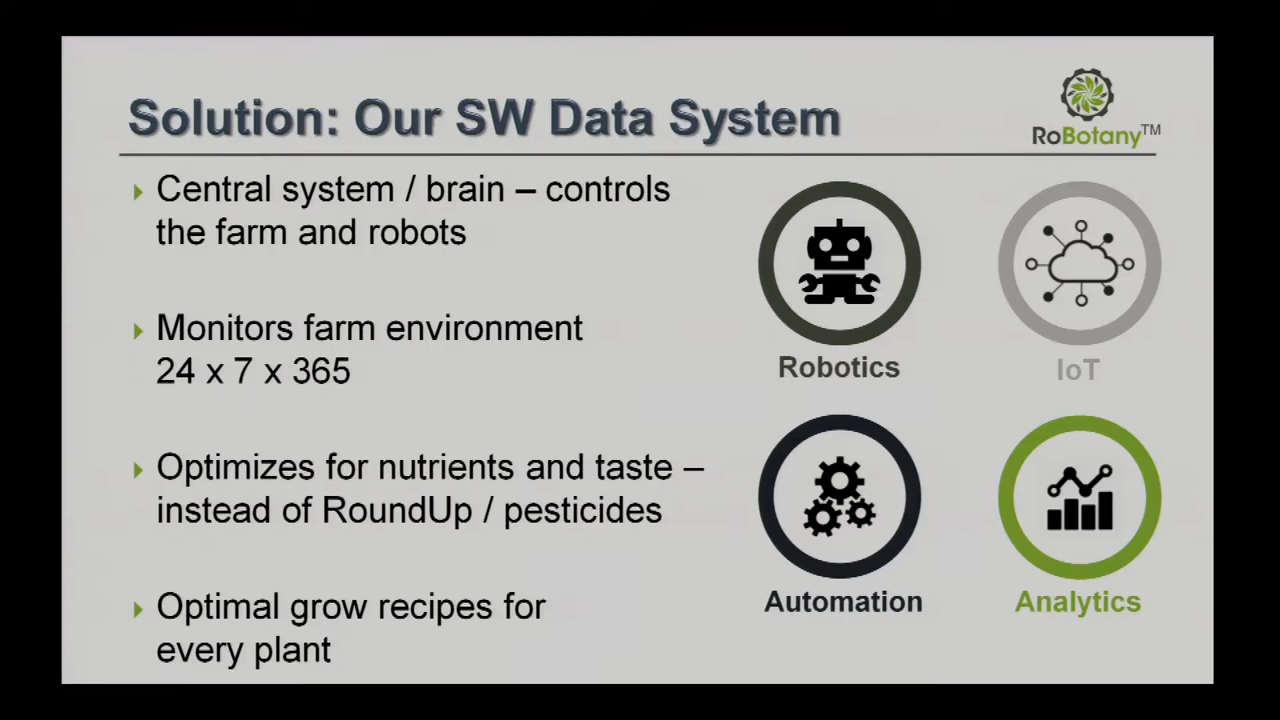 Solution: Our SW Data System
RoBotany™
Central system / brain – controls
the farm and robots
Monitors farm environment
24 x 7 x 365
Optimizes for nutrients and taste –
instead of RoundUp / pesticides
Optimal grow recipes for
every plant
Robotics
IoT
Automation
Analytics